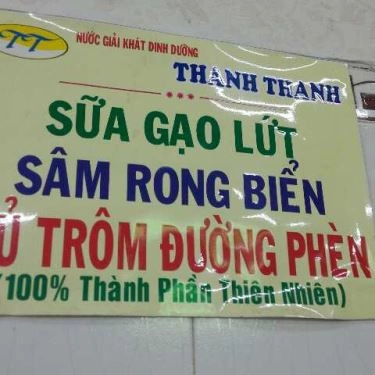 TT
NƯỚC GIẢI KHÁT DINH DƯỠNG
THANH THANH
SỮA GẠO LỨT
SÂM RONG BIỂN
Ủ TRÔM ĐƯỜNG PHÈN
(100% Thành Phần Thiên Nhiên)